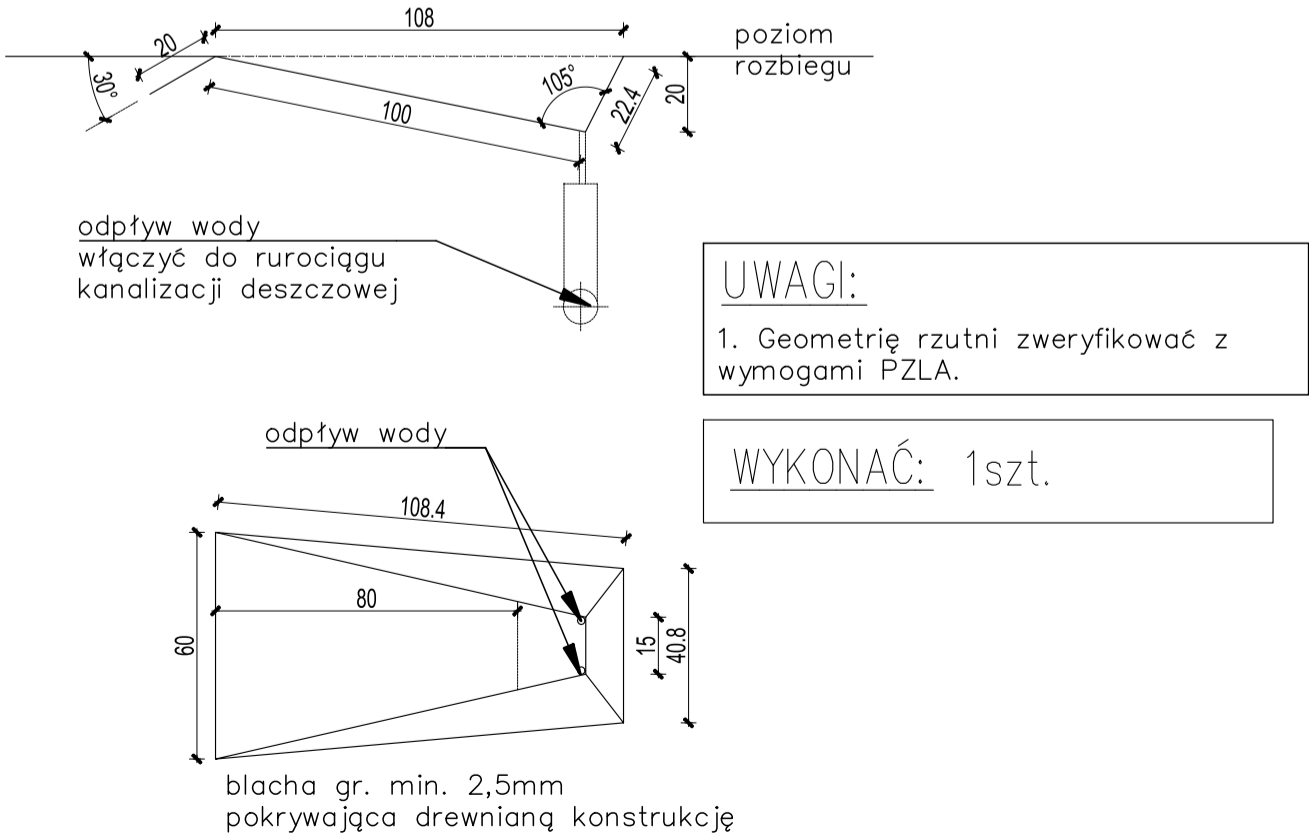 108
20
30°
poziom
rozbiegu
105°
100
22.4
20
odpływ wody
włączyć do rurociągu
kanalizacji deszczowej
UWAGI:
1. Geometrię rzutni zweryfikować z
wymogami PZLA.
WYKONAĆ: 1szt.
odpływ wody
108.4
80
60
15
40.8
blacha gr. min. 2,5mm
pokrywająca drewnianą konstrukcję